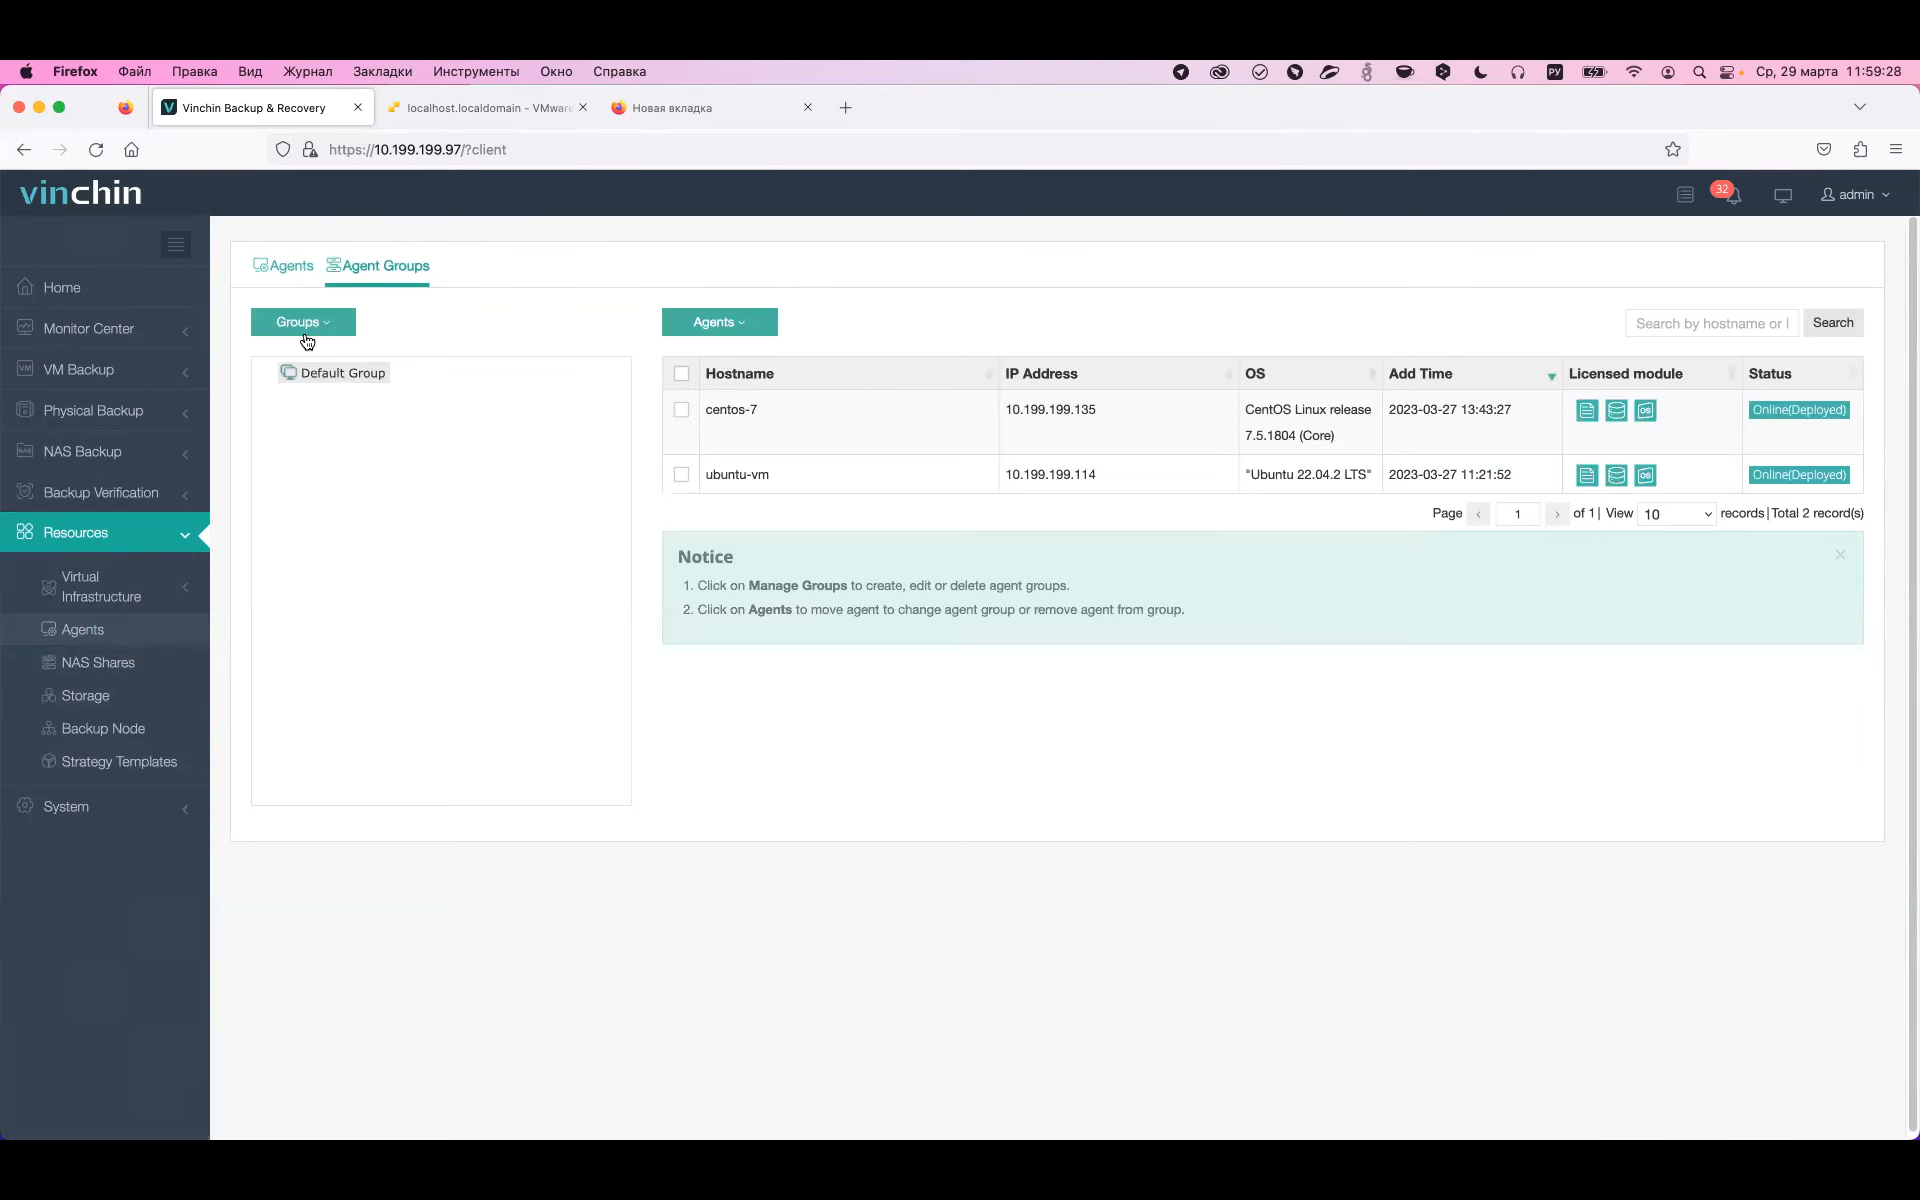 Firefox Файл Правка Вид Журнал Закладки Инструменты Окно Справка РУ Ср, 29 марта 11:59:28
Vinchin Backup & Recovery localhost.localdomain - VMware Новая вкладка
https://10.199.199.97/?client
vinchin 32 admin
Home
Monitor Center
VM Backup
Physical Backup
NAS Backup
Backup Verification
Resources
Virtual
Infrastructure
Agents
NAS Shares
Storage
Backup Node
Strategy Templates
System
Agents Agent Groups
Groups
Default Group
Agents
Search by hostname or I Search
Hostname IP Address OS Add Time Licensed module Status
centos-7 10.199.199.135 CentOS Linux release 2023-03-27 13:43:27 OS Online(Deployed)
7.5.1804 (Core)
ubuntu-vm 10.199.199.114 "Ubuntu 22.04.2 LTS" 2023-03-27 11:21:52 OS Online(Deployed)
Page 1 of 1 | View 10 records | Total 2 record(s)
Notice
1. Click on Manage Groups to create, edit or delete agent groups.
2. Click on Agents to move agent to change agent group or remove agent from group.